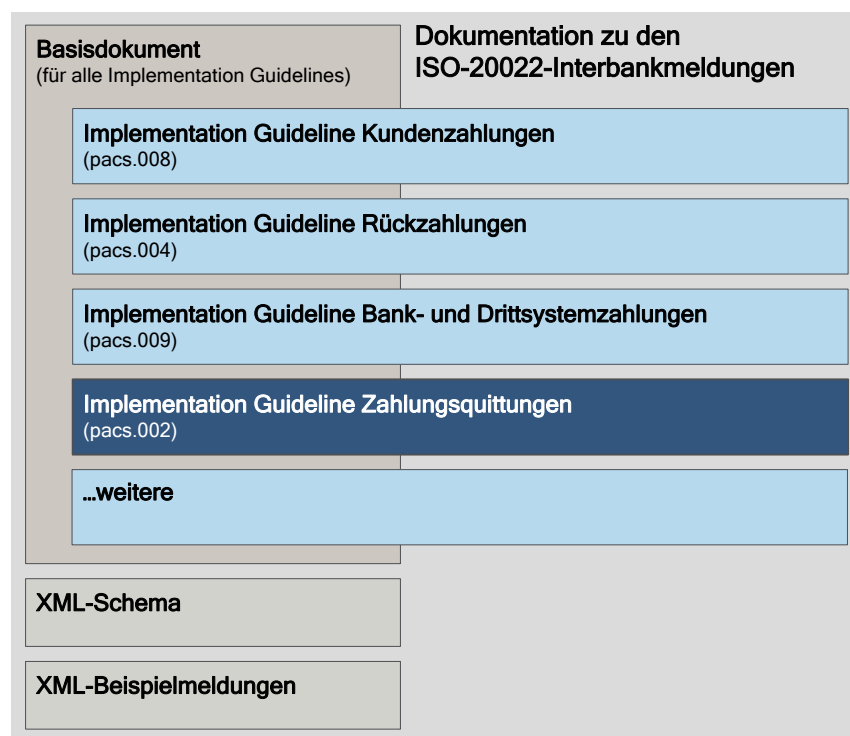 Basisdokument
(für alle Implementation Guidelines)
Dokumentation zu den
ISO-20022-Interbankmeldungen
Implementation Guideline Kundenzahlungen
(pacs.008)
Implementation Guideline Rückzahlungen
(pacs.004)
Implementation Guideline Bank- und Drittsystemzahlungen
(pacs.009)
Implementation Guideline Zahlungsquittungen
(pacs.002)
...weitere
XML-Schema
XML-Beispielmeldungen